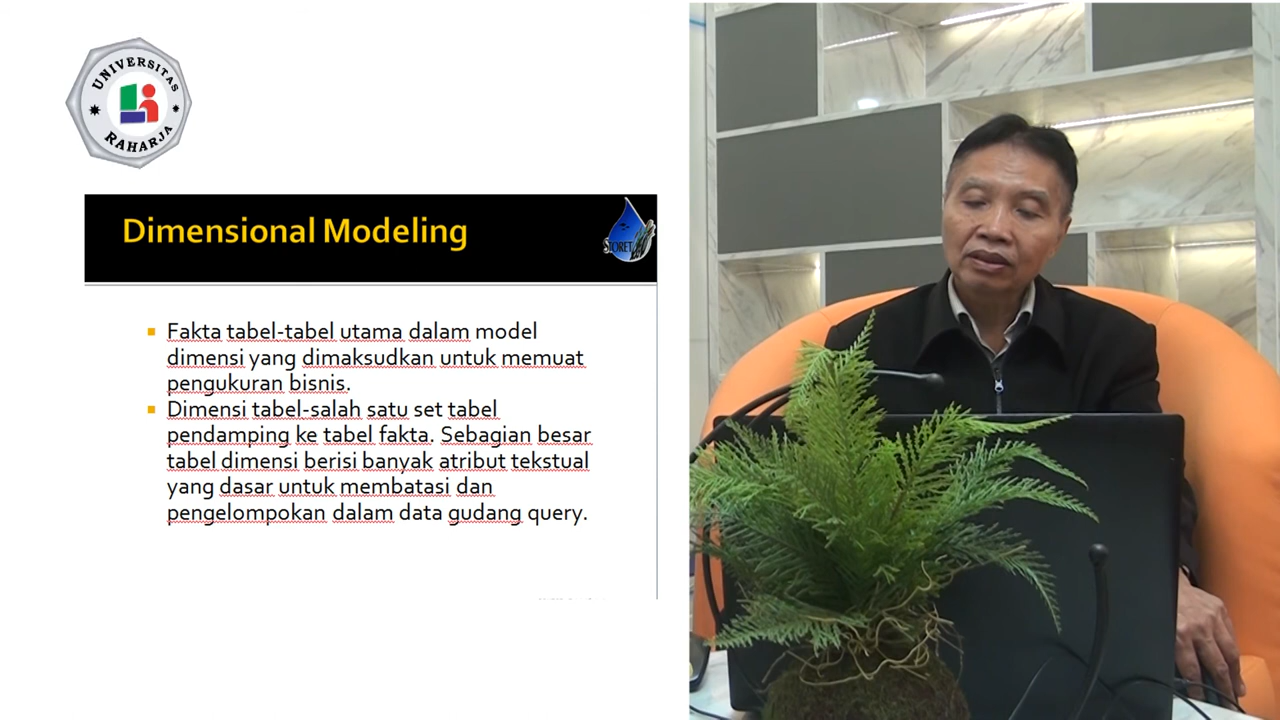 UNIVERSITAS
RAHARJA
Dimensional Modeling
STORET
Fakta tabel-tabel utama dalam model
dimensi yang dimaksudkan untuk memuat
pengukuran bisnis.
Dimensi tabel-salah satu set tabel
pendamping ke tabel fakta. Sebagian besar
tabel dimensi berisi banyak atribut tekstual
yang dasar untuk membatasi dan
pengelompokan dalam data gudang query.